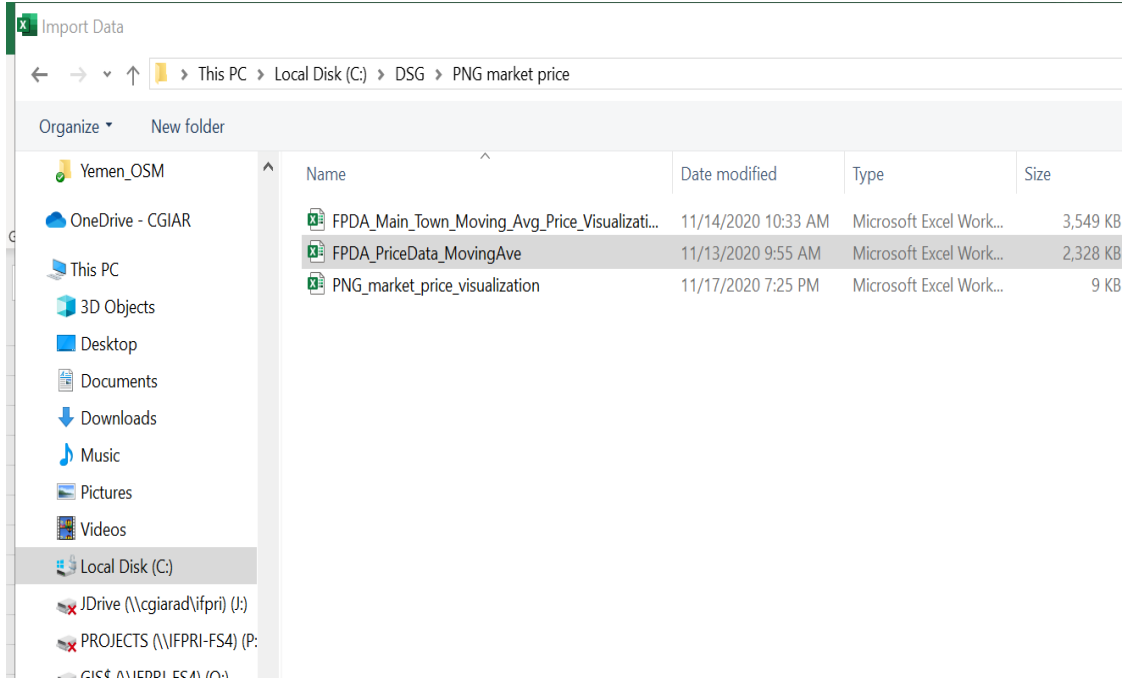 Import Data
This PC > Local Disk (C:) > DSG > PNG market price
Organize
New folder
Yemen_OSM
OneDrive - CGIAR
This PC
3D Objects
Desktop
Documents
Downloads
Music
Pictures
Videos
Local Disk (C:)
JDrive (\\cgiarad\ifpri) (J:)
PROJECTS (\\IFPRI-FS4) (P:
GIS$ (\\IFPRI-FS4) (Q:)
Name Date modified Type Size
FPDA_Main_Town_Moving_Avg_Price_Visualizati... 11/14/2020 10:33 AM Microsoft Excel Work... 3,549 KB
FPDA_PriceData_MovingAve 11/13/2020 9:55 AM Microsoft Excel Work... 2,328 KB
PNG_market_price_visualization 11/17/2020 7:25 PM Microsoft Excel Work... 9 KB